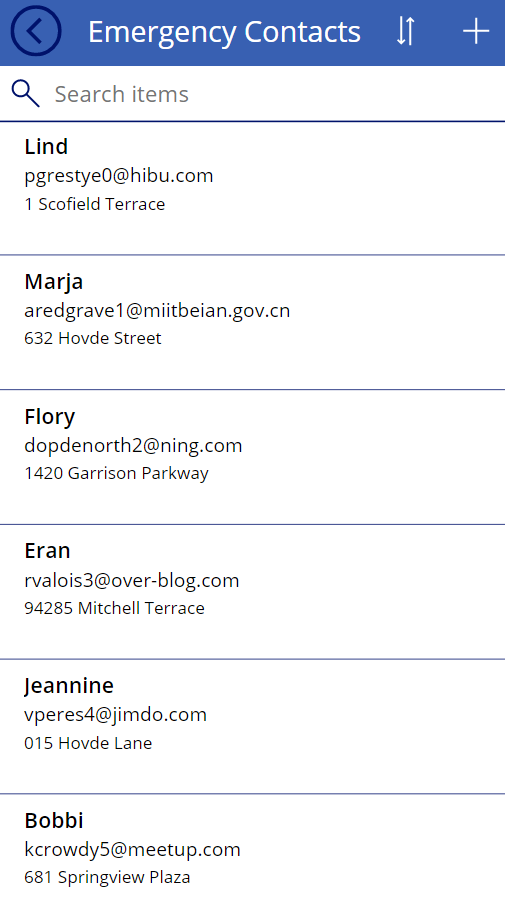 Emergency Contacts
Search items
Lind
pgrestye0@hibu.com
1 Scofield Terrace
Marja
aredgrave1@miitbeian.gov.cn
632 Hovde Street
Flory
dopdenorth2@ning.com
1420 Garrison Parkway
Eran
rvalois3@over-blog.com
94285 Mitchell Terrace
Jeannine
vperes4@jimdo.com
015 Hovde Lane
Bobbi
kcrowdy5@meetup.com
681 Springview Plaza